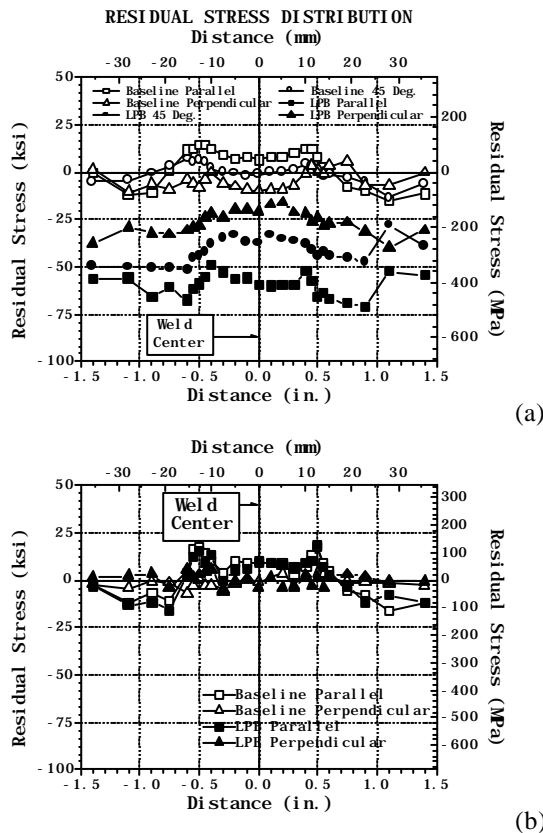 RESIDUAL STRESS DISTRIBUTION
Distance (mm)
-30 -20 -10 0 10 20 30
50
25
0
-25
-50
-75
-100
Residual Stress (ksi)
Baseline Parallel
Baseline 45 Deg.
Baseline Perpendicular
LPB Parallel
LPB 45 Deg.
LPB Perpendicular
Weld
Center
200
0
-200
-400
-600
Residual Stress (MPa)
-1.5 -1.0 -0.5 0.0 0.5 1.0 1.5
Distance (in.)
(a)
Distance (mm)
-30 -20 -10 0 10 20 30
Weld
Center
50
25
0
-25
-50
-75
-100
Residual Stress (ksi)
Baseline Parallel
Baseline Perpendicular
LPB Parallel
LPB Perpendicular
300
200
100
0
-100
-200
-300
-400
-500
-600
Residual Stress (MPa)
-1.5 -1.0 -0.5 0.0 0.5 1.0 1.5
Distance (in.)
(b)